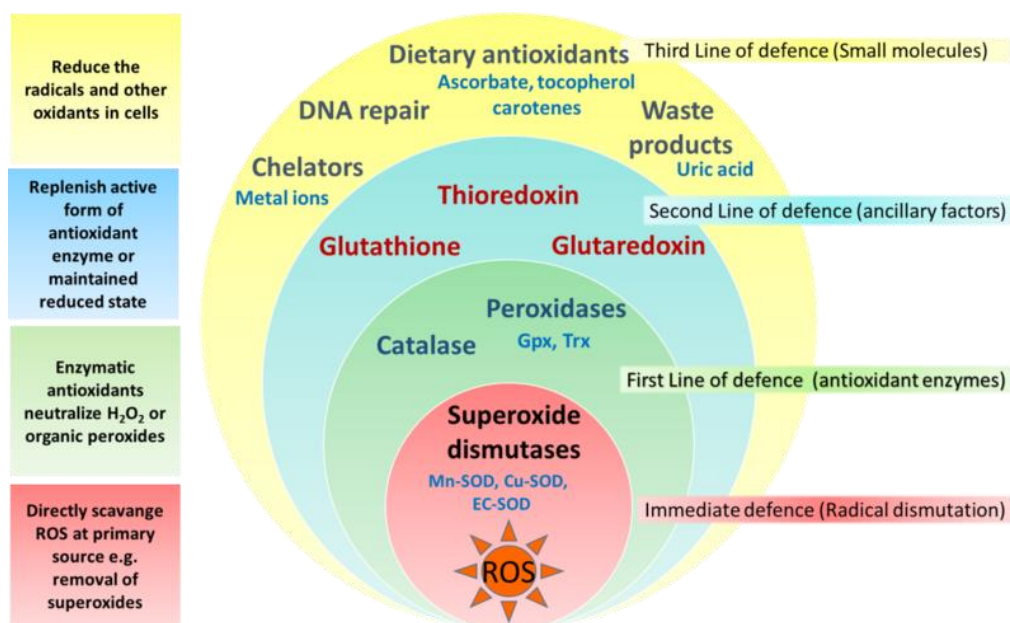 Reduce the
radicals and other
oxidants in cells
Replenish active
form of
antioxidant
enzyme or
maintained
reduced state
Enzymatic
antioxidants
neutralize H₂O₂ or
organic peroxides
Directly scavange
ROS at primary
source e.g.
removal of
superoxides
Dietary antioxidants
Ascorbate, tocopherol
carotenes
DNA repair
Waste
products
Uric acid
Chelators
Metal ions
Thioredoxin
Glutathione
Glutaredoxin
Peroxidases
Gpx, Trx
Catalase
Superoxide
dismutases
Mn-SOD, Cu-SOD,
EC-SOD
ROS
Third Line of defence (Small molecules)
Second Line of defence (ancillary factors)
First Line of defence (antioxidant enzymes)
Immediate defence (Radical dismutation)